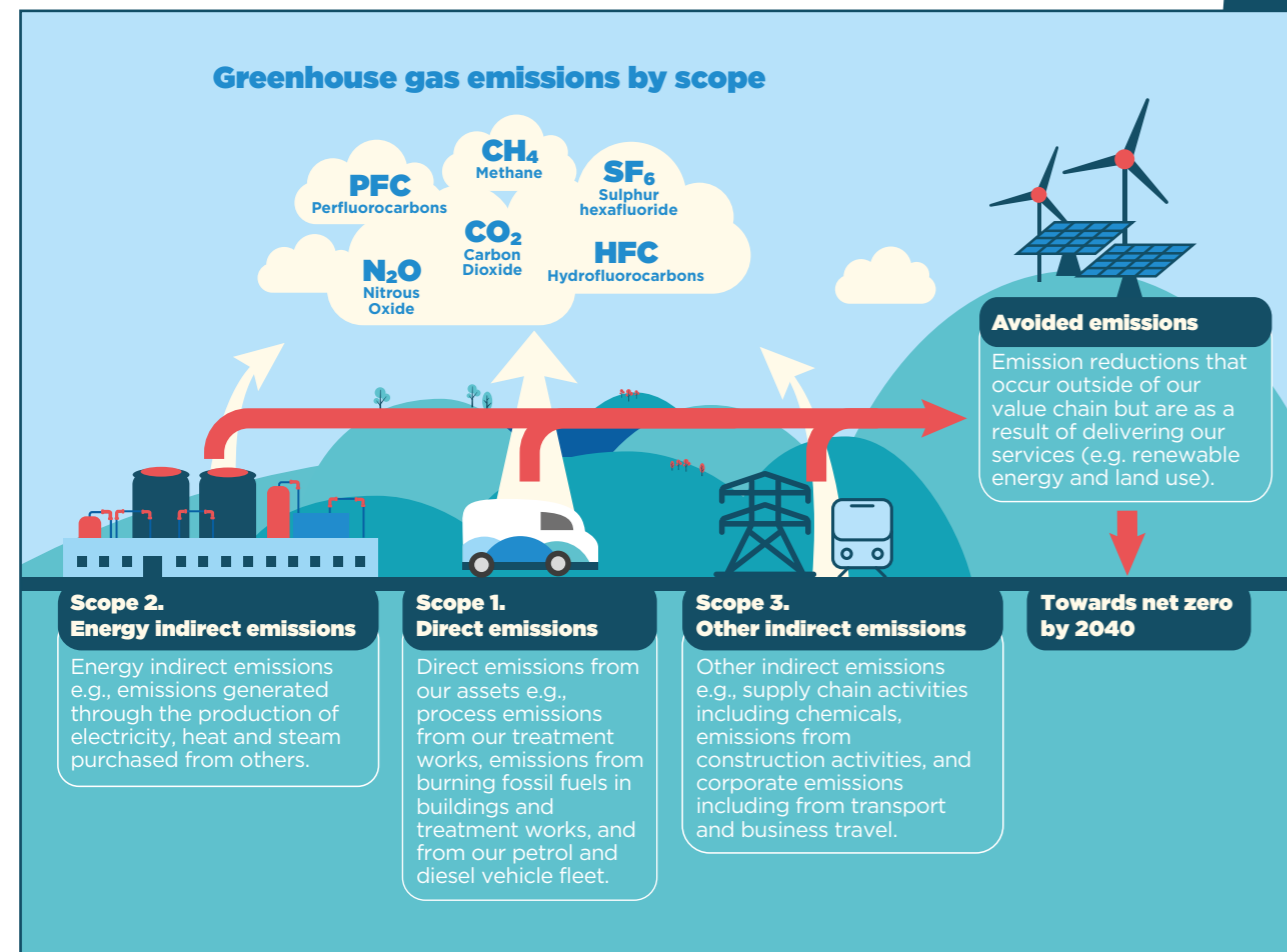 Greenhouse gas emissions by scope
PFC
Perfluorocarbons
CH₄
Methane
SF₆
Sulphur
hexafluoride
N₂O
Nitrous
Oxide
CO₂
Carbon
Dioxide
HFC
Hydrofluorocarbons
Avoided emissions
Emission reductions that
occur outside of our
value chain but are as a
result of delivering our
services (e.g. renewable
energy and land use).
Scope 2.
Energy indirect emissions
Energy indirect emissions
e.g., emissions generated
through the production of
electricity, heat and steam
purchased from others.
Scope 1.
Direct emissions
Direct emissions from
our assets e.g.,
process emissions
from our treatment
works, emissions from
burning fossil fuels in
buildings and
treatment works, and
from our petrol and
diesel vehicle fleet.
Scope 3.
Other indirect emissions
Other indirect emissions
e.g., supply chain activities
including chemicals,
emissions from
construction activities, and
corporate emissions
including from transport
and business travel.
Towards net zero
by 2040